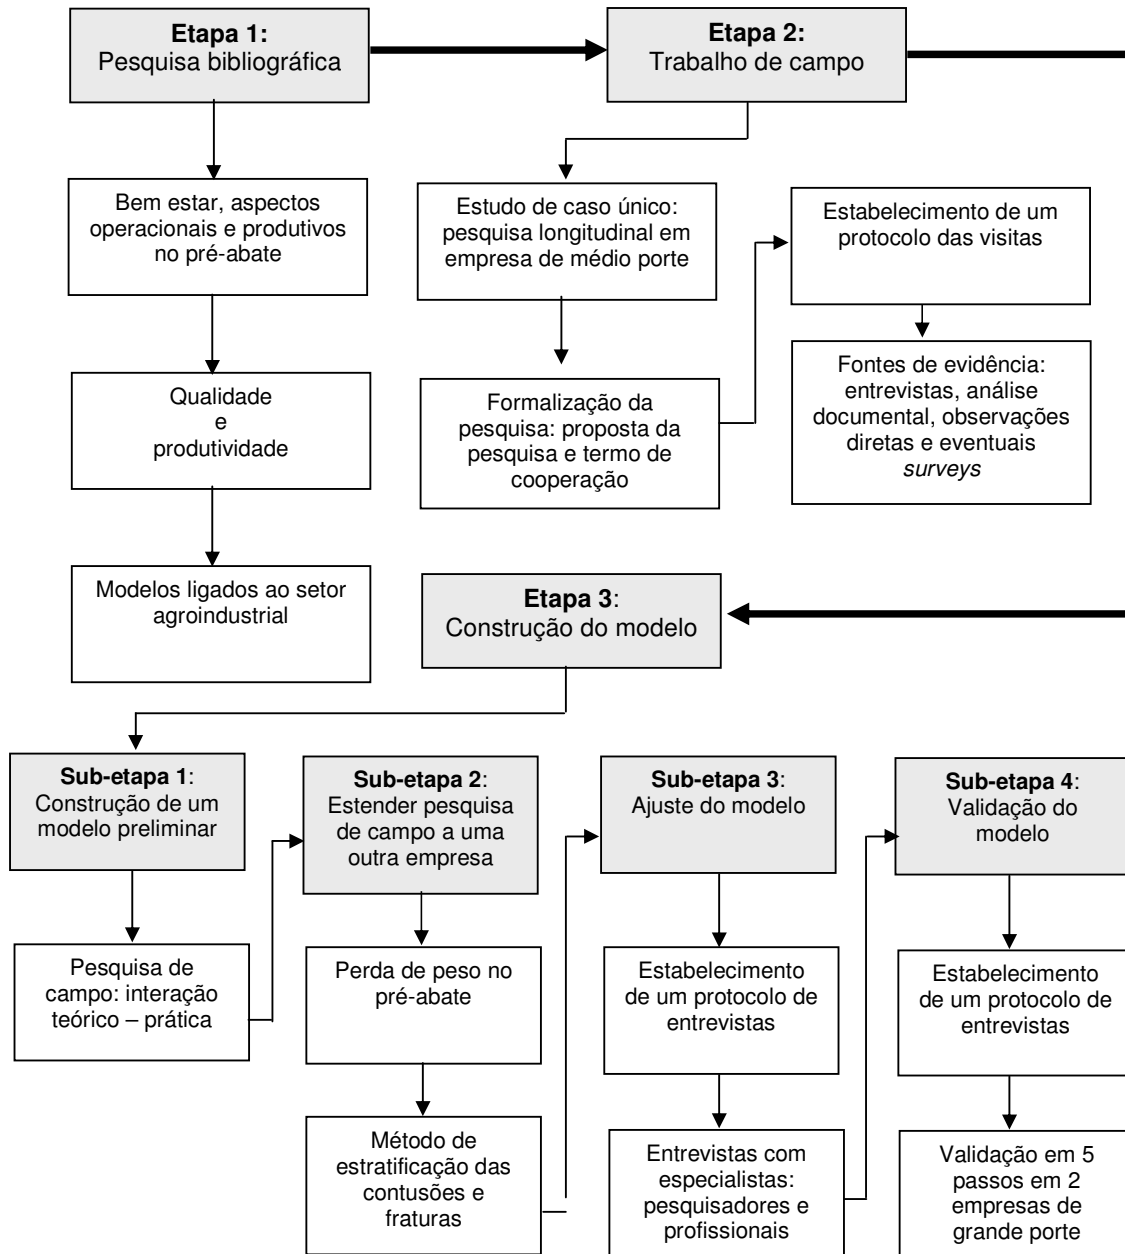 Etapa 1:
Pesquisa bibliográfica
Etapa 2:
Trabalho de campo
Bem estar, aspectos
operacionais e produtivos
no pré-abate
Estudo de caso único:
pesquisa longitudinal em
empresa de médio porte
Estabelecimento de um
protocolo das visitas
Qualidade
e
produtividade
Formalização da
pesquisa: proposta da
pesquisa e termo de
cooperação
Fontes de evidência:
entrevistas, análise
documental, observações
diretas e eventuais
surveys
Modelos ligados ao setor
agroindustrial
Etapa 3:
Construção do modelo
Sub-etapa 1:
Construção de um
modelo preliminar
Sub-etapa 2:
Estender pesquisa
de campo a uma
outra empresa
Sub-etapa 3:
Ajuste do modelo
Sub-etapa 4:
Validação do
modelo
Pesquisa de
campo: interação
teórico – prática
Perda de peso no
pré-abate
Estabelecimento
de um protocolo de
entrevistas
Estabelecimento
de um protocolo de
entrevistas
Método de
estratificação das
contusões e
fraturas
Entrevistas com
especialistas:
pesquisadores e
profissionais
Validação em 5
passos em 2
empresas de
grande porte